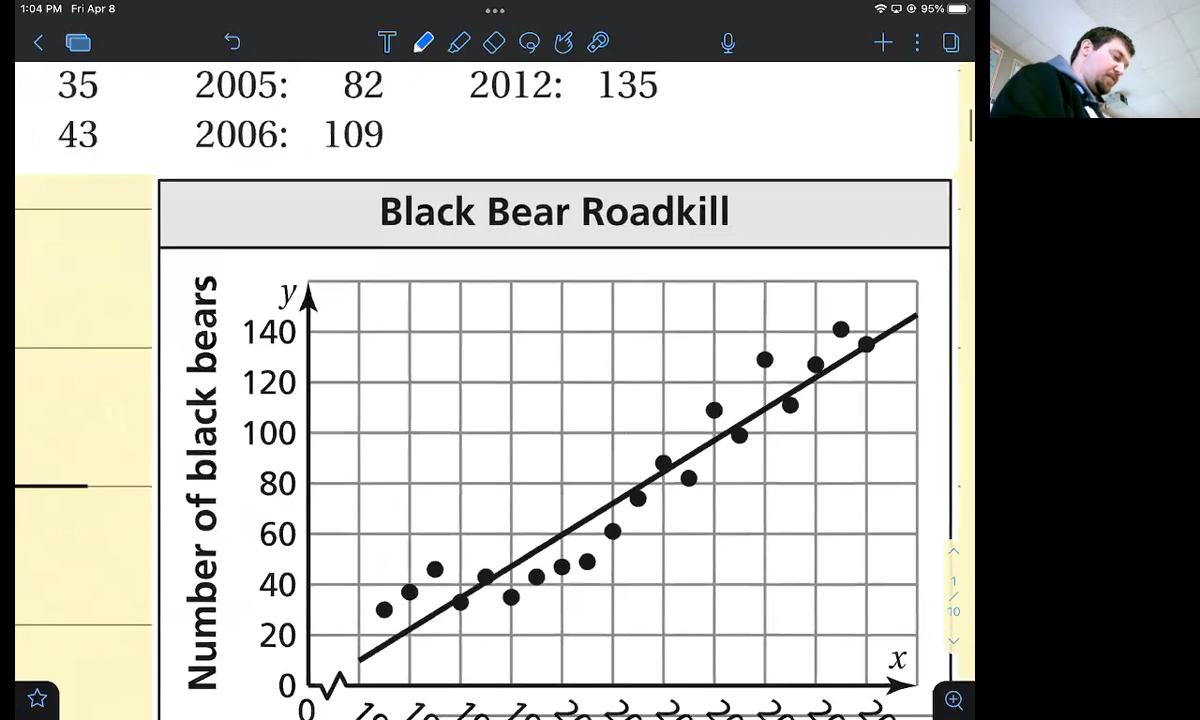 1:04 PM Fri Apr 8
95%
T
35 2005: 82 2012: 135
43 2006: 109
Black Bear Roadkill
Number of black bears
y
140
120
100
80
60
40
20
0
x
0
1
/
10